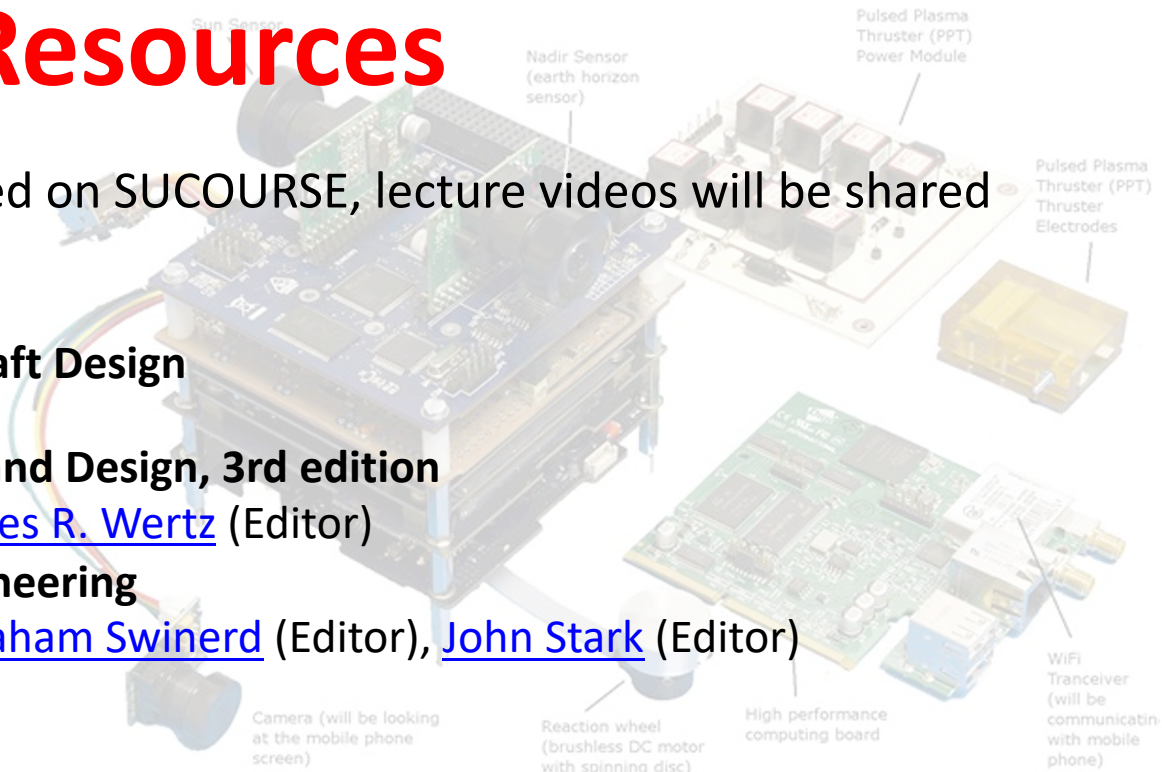 Resources
Sun Sensor
Nadir Sensor
(earth horizon
sensor)
Pulsed Plasma
Thruster (PPT)
Power Module
ed on SUCOURSE, lecture videos will be shared
Pulsed Plasma
Thruster (PPT)
Thruster
Electrodes
aft Design
and Design, 3rd edition
es R. Wertz (Editor)
neering
aham Swinerd (Editor), John Stark (Editor)
Camera (will be looking
at the mobile phone
screen)
Reaction wheel
(brushless DC motor
with spinning disc)
High performance
computing board
WiFi
Tranceiver
(will be
communicatin
with mobile
phone)